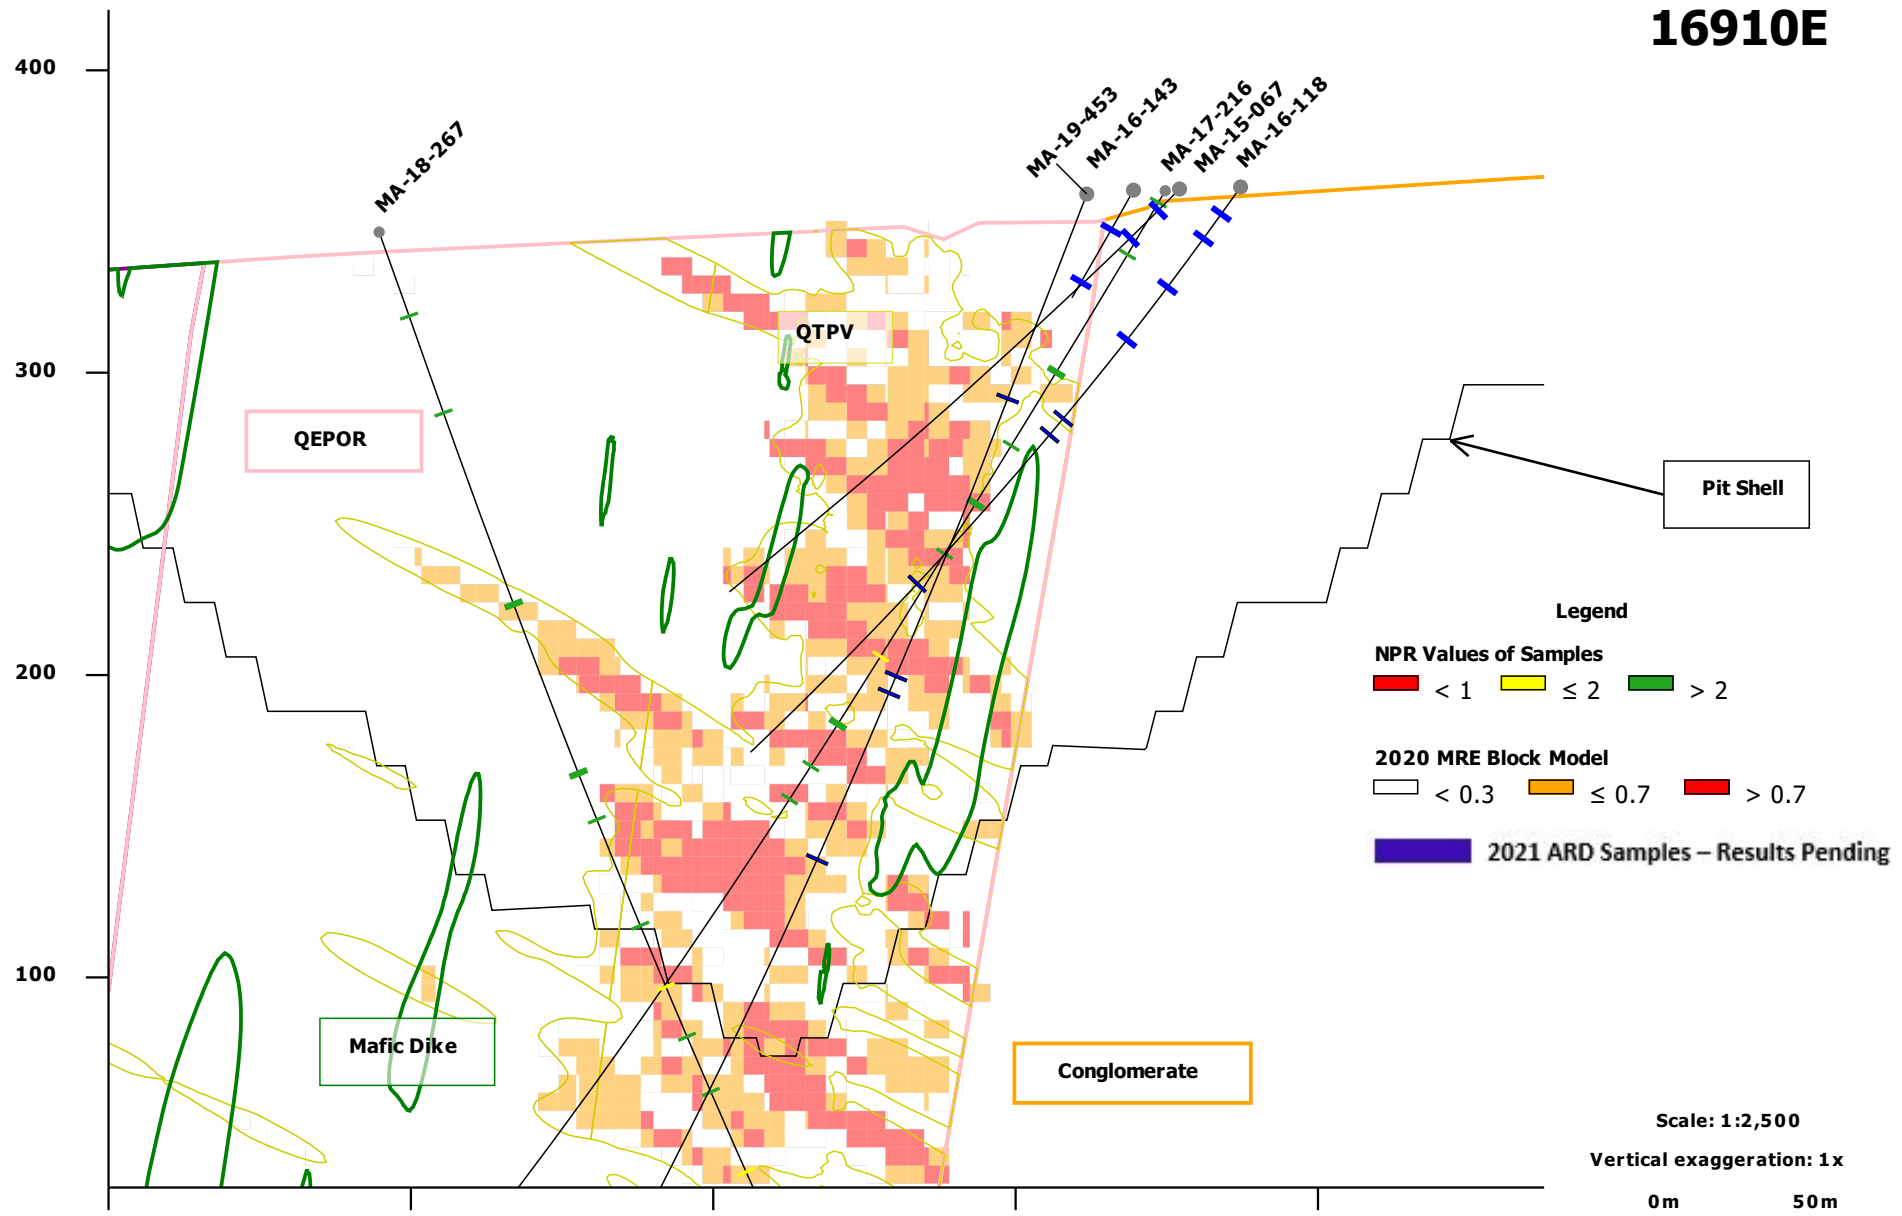 16910E
400
300
200
100
MA-18-267
MA-19-453
MA-16-143
MA-17-216
MA-15-067
MA-16-118
QTPV
QEPOR
Pit Shell
Mafic Dike
Conglomerate
Legend
NPR Values of Samples
< 1 ≤ 2 > 2
2020 MRE Block Model
< 0.3 ≤ 0.7 > 0.7
2021 ARD Samples – Results Pending
Scale: 1:2,500
Vertical exaggeration: 1x
0m 50m